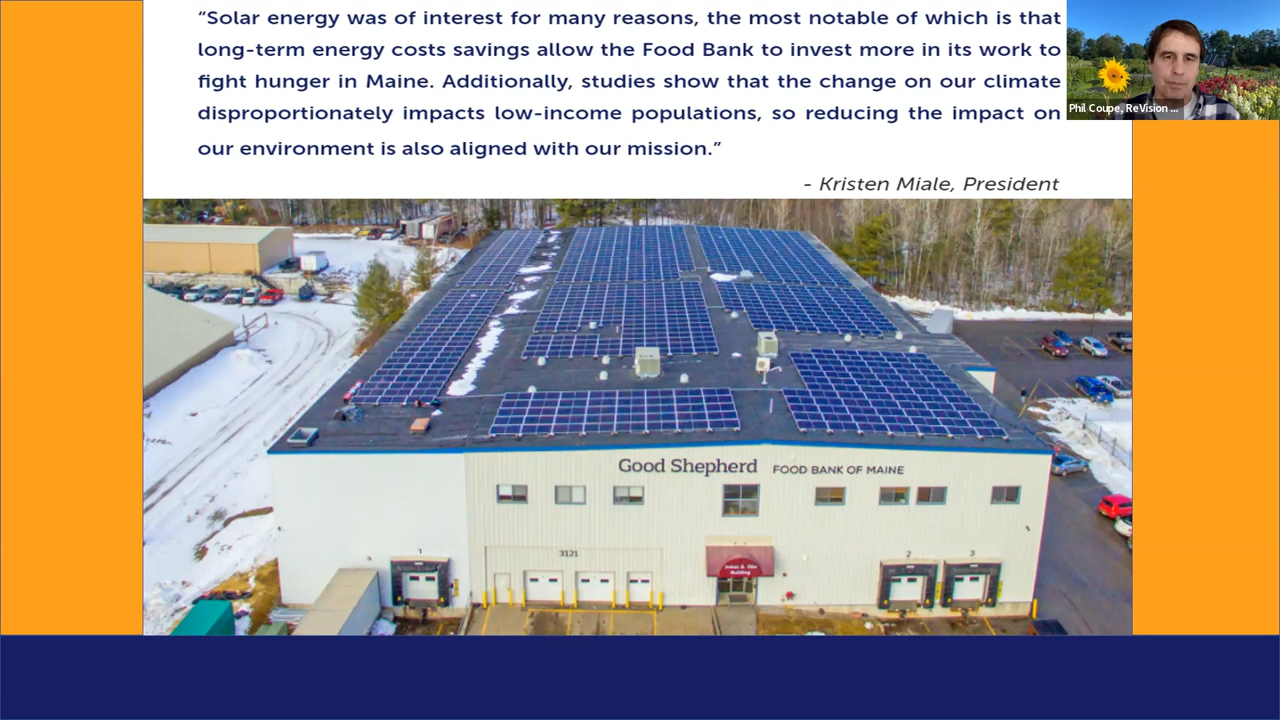 “Solar energy was of interest for many reasons, the most notable of which is that
long-term energy costs savings allow the Food Bank to invest more in its work to
fight hunger in Maine. Additionally, studies show that the change on our climate
disproportionately impacts low-income populations, so reducing the impact on
our environment is also aligned with our mission.”
- Kristen Miale, President
Phil Coupe, ReVision ...
Good Shepherd FOOD BANK OF MAINE
3121
1
2
3
Building